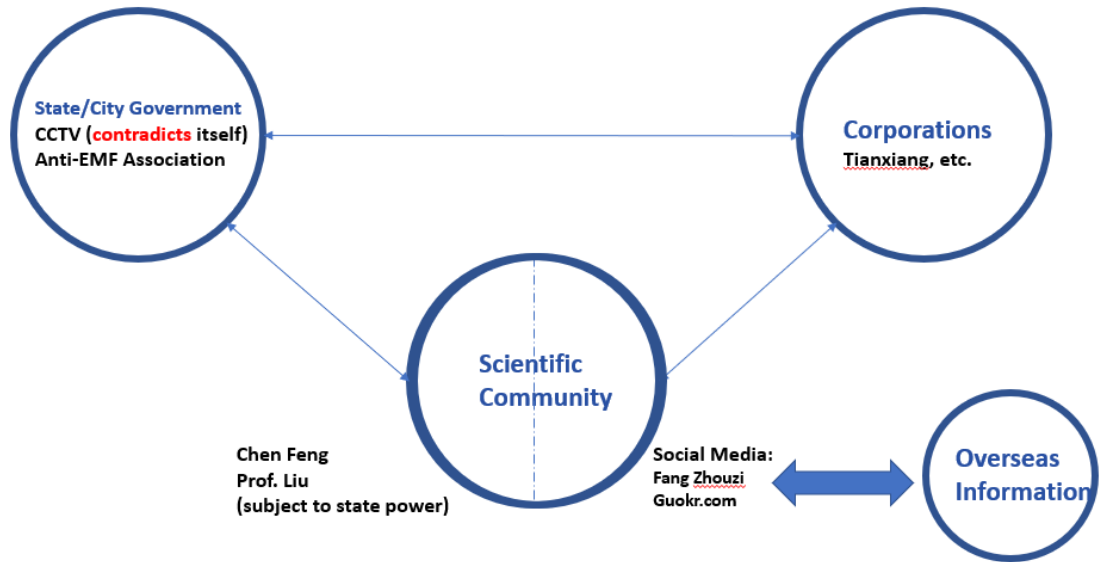 State/City Government
CCTV (contradicts itself)
Anti-EMF Association
Corporations
Tianxiang, etc.
Scientific
Community
Chen Feng
Prof. Liu
(subject to state power)
Social Media:
Fang Zhouzi
Guokr.com
Overseas
Information